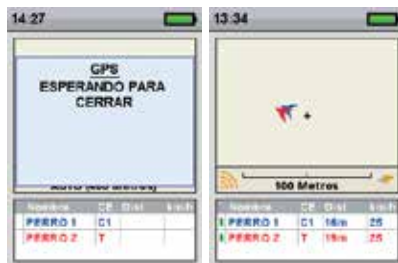 14:27
GPS
ESPERANDO PARA
CERRAR
Nombre CE Dist km/h
PERRO 1 C1
PERRO 2 T
13:34
100 Metros
Nombre CE Dist km/h
PERRO 1 C1 16m 25
PERRO 2 T 15m 25